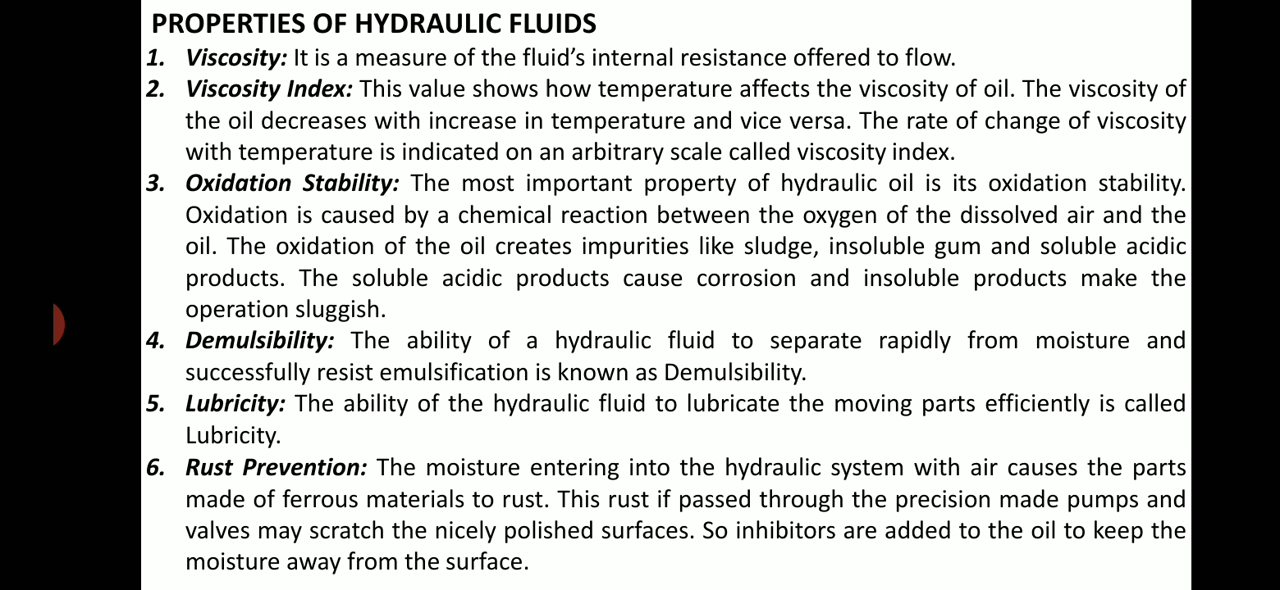 PROPERTIES OF HYDRAULIC FLUIDS
1. Viscosity: It is a measure of the fluid’s internal resistance offered to flow.
2. Viscosity Index: This value shows how temperature affects the viscosity of oil. The viscosity of
the oil decreases with increase in temperature and vice versa. The rate of change of viscosity
with temperature is indicated on an arbitrary scale called viscosity index.
3. Oxidation Stability: The most important property of hydraulic oil is its oxidation stability.
Oxidation is caused by a chemical reaction between the oxygen of the dissolved air and the
oil. The oxidation of the oil creates impurities like sludge, insoluble gum and soluble acidic
products. The soluble acidic products cause corrosion and insoluble products make the
operation sluggish.
4. Demulsibility: The ability of a hydraulic fluid to separate rapidly from moisture and
successfully resist emulsification is known as Demulsibility.
5. Lubricity: The ability of the hydraulic fluid to lubricate the moving parts efficiently is called
Lubricity.
6. Rust Prevention: The moisture entering into the hydraulic system with air causes the parts
made of ferrous materials to rust. This rust if passed through the precision made pumps and
valves may scratch the nicely polished surfaces. So inhibitors are added to the oil to keep the
moisture away from the surface.